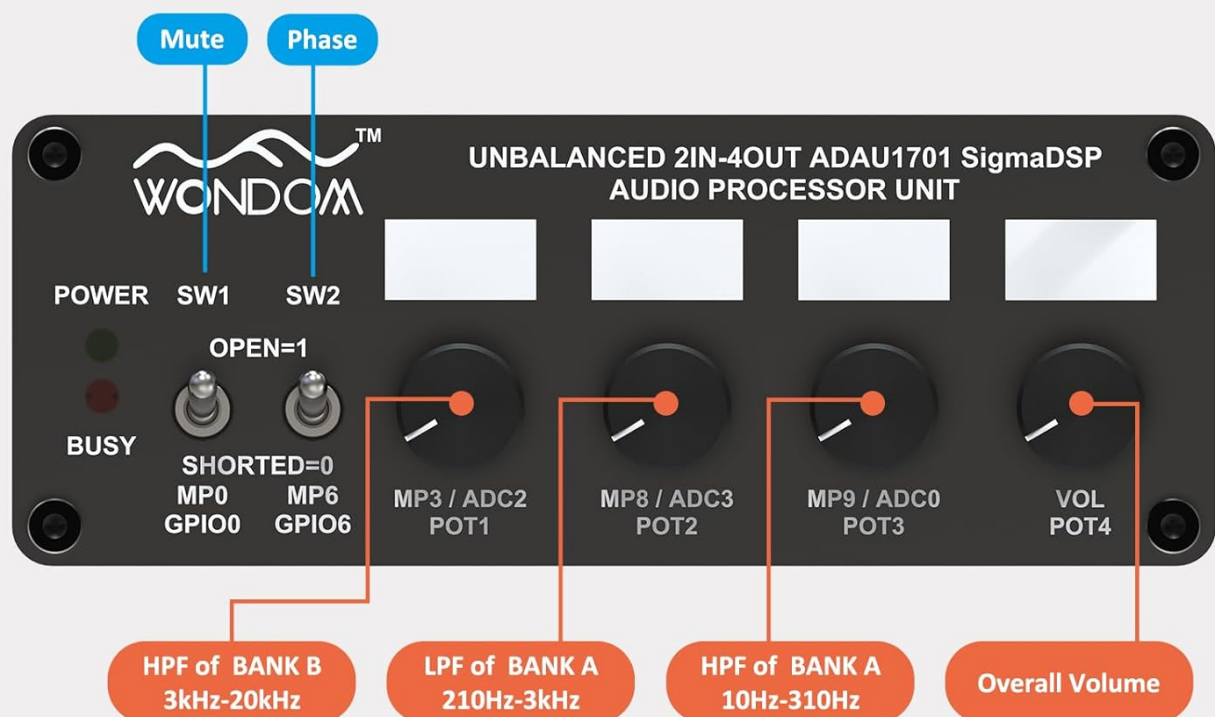 Mute
Phase
TM
WONDOM
UNBALANCED 2IN-4OUT ADAU1701 SigmaDSP
AUDIO PROCESSOR UNIT
POWER
SW1
SW2
OPEN=1
BUSY
SHORTED=0
MP0
GPIO0
MP6
GPIO6
MP3 / ADC2
POT1
MP8 / ADC3
POT2
MP9 / ADC0
POT3
VOL
POT4
HPF of BANK B
3kHz-20kHz
LPF of BANK A
210Hz-3kHz
HPF of BANK A
10Hz-310Hz
Overall Volume